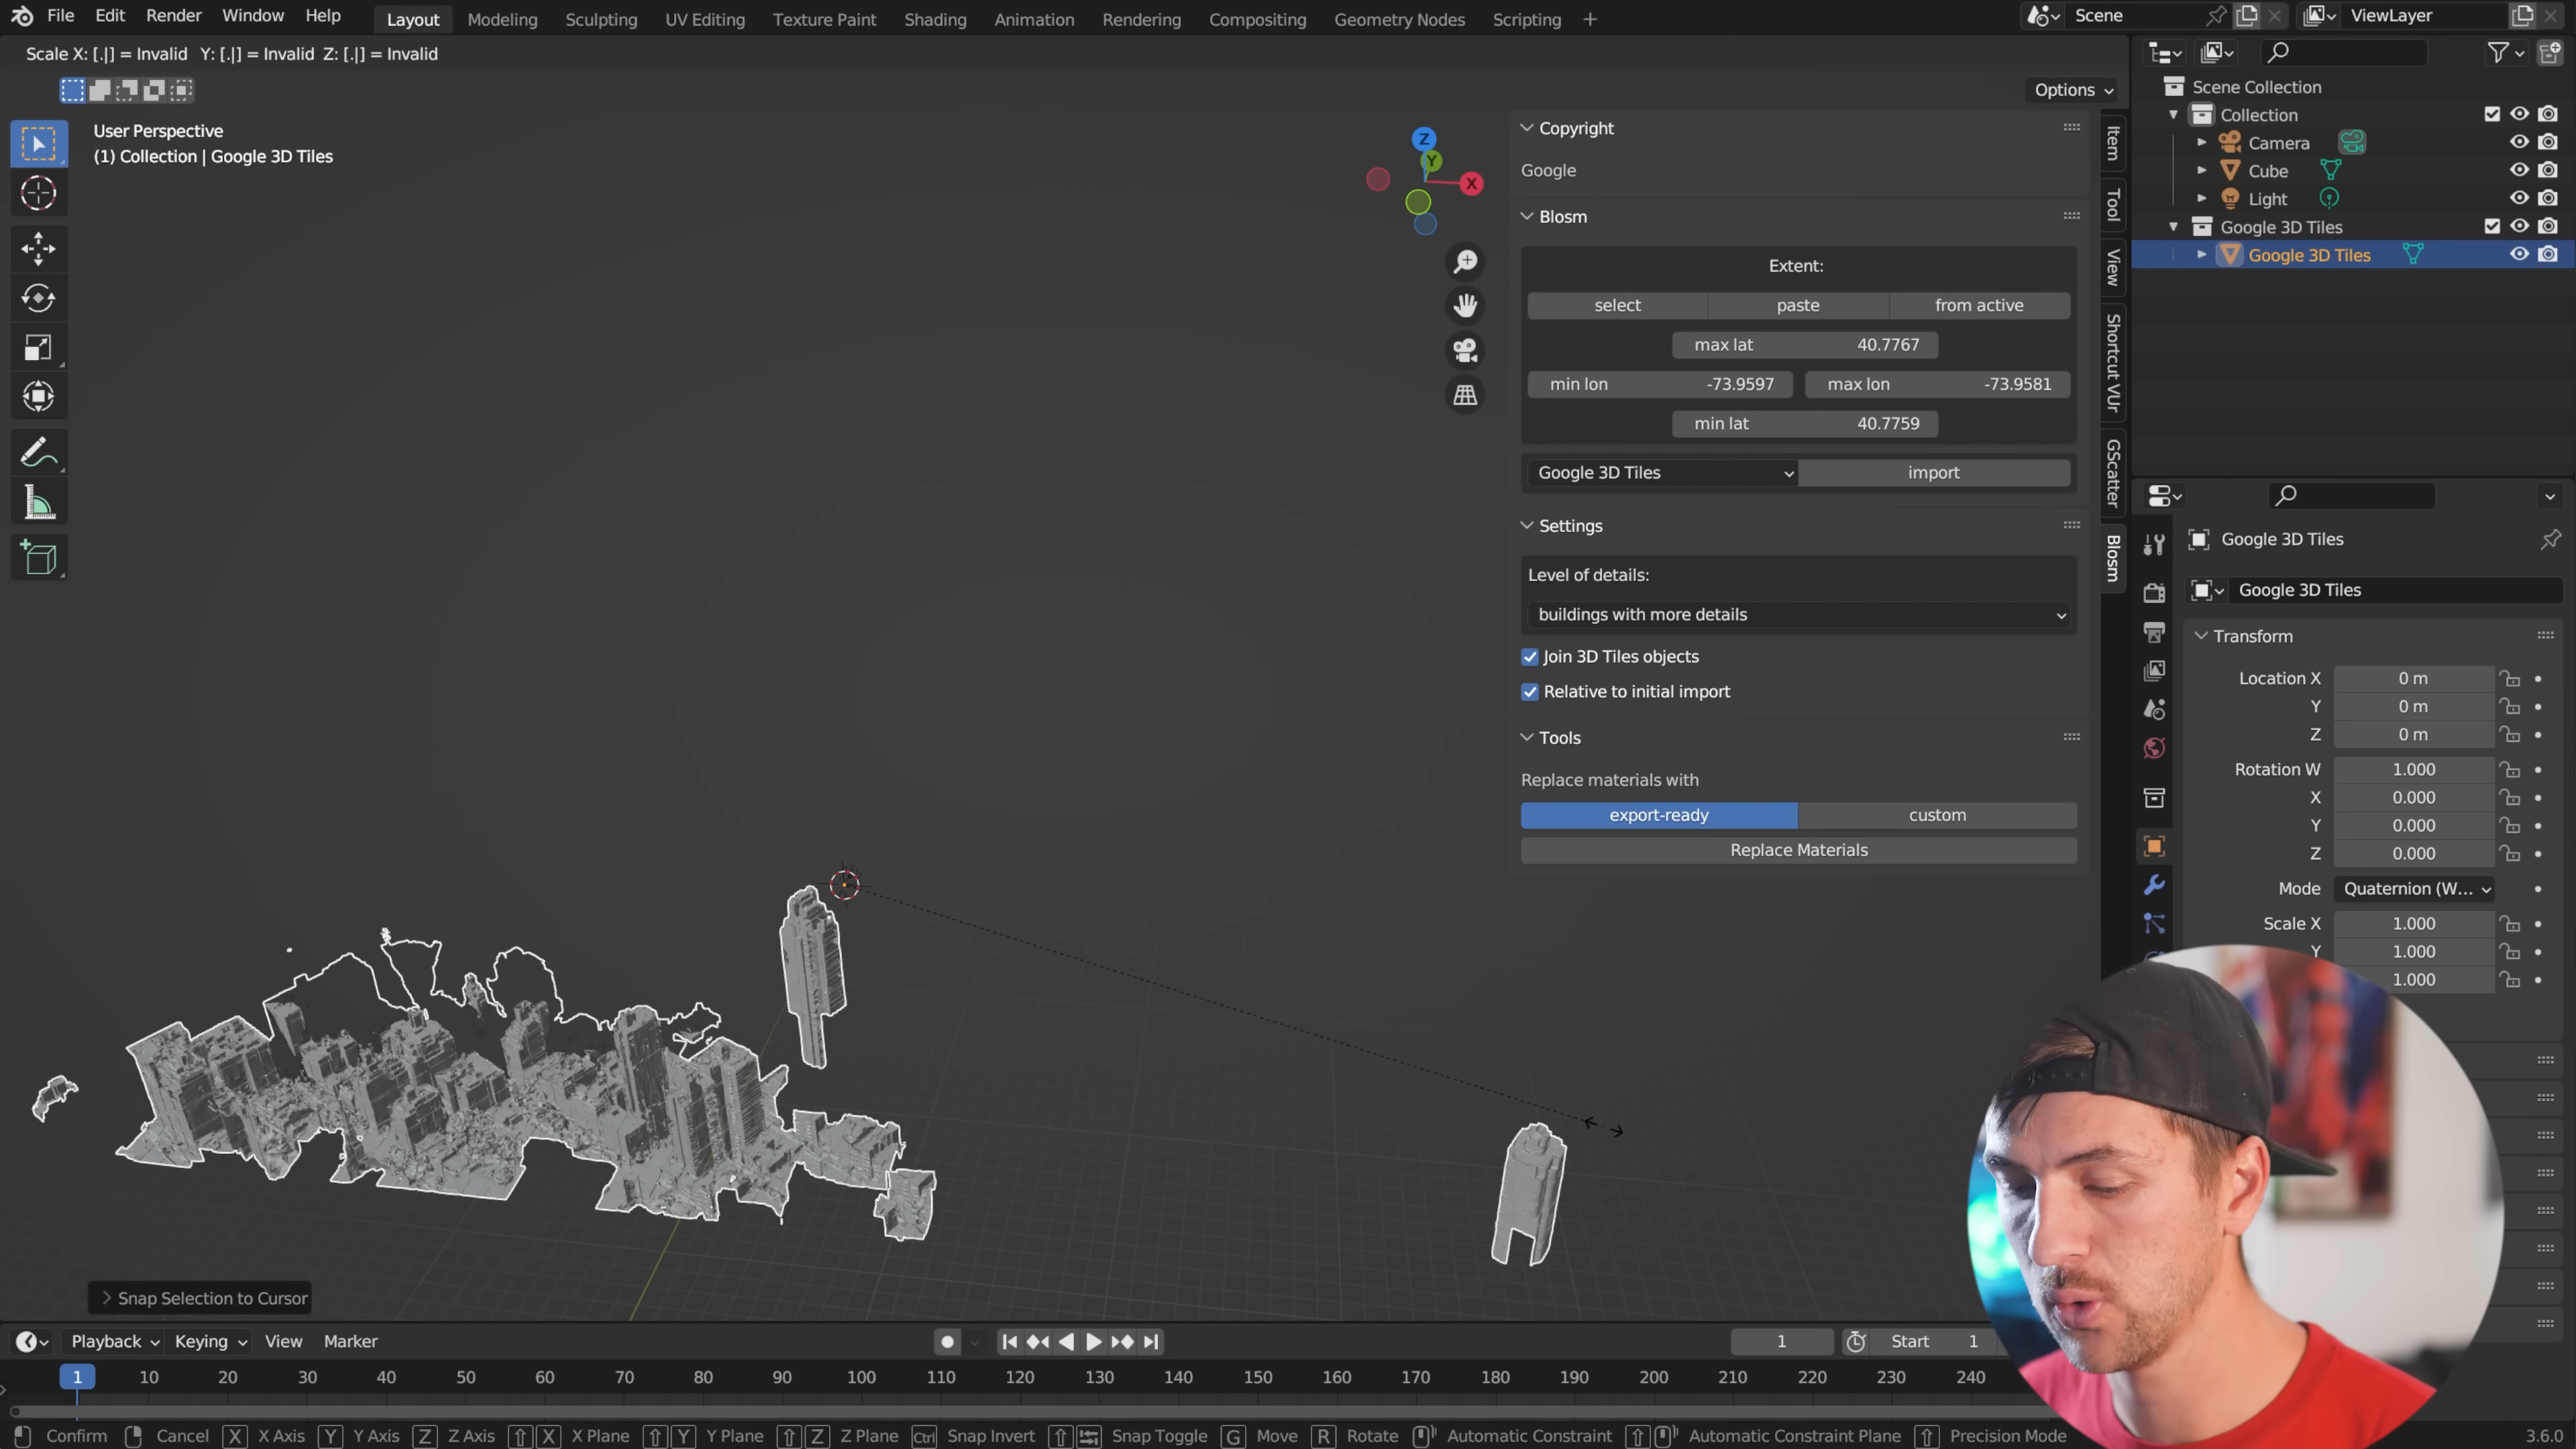 File Edit Render Window Help Layout Modeling Sculpting UV Editing Texture Paint Shading Animation Rendering Compositing Geometry Nodes Scripting + Scene ViewLayer
Scale X: [.|] = Invalid Y: [.|] = Invalid Z: [.|] = Invalid
Options
User Perspective
(1) Collection | Google 3D Tiles
Z
Y
X
Copyright
Google
Blosm
Extent:
select paste from active
max lat 40.7767
min lon -73.9597 max lon -73.9581
min lat 40.7759
Google 3D Tiles import
Settings
Level of details:
buildings with more details
Join 3D Tiles objects
Relative to initial import
Tools
Replace materials with
export-ready custom
Replace Materials
Item
Tool
View
Shortcut VUr
GScatter
Blosm
Scene Collection
Collection
Camera
Cube
Light
Google 3D Tiles
Google 3D Tiles
Google 3D Tiles
Google 3D Tiles
Transform
Location X 0 m
Y 0 m
Z 0 m
Rotation W 1.000
X 0.000
Y 0.000
Z 0.000
Mode Quaternion (W...
Scale X 1.000
Y 1.000
1.000
Snap Selection to Cursor
Playback Keying View Marker 1 Start 1
1 10 20 30 40 50 60 70 80 90 100 110 120 130 140 150 160 170 180 190 200 210 220 230 240
Confirm Cancel X X Axis Y Y Axis Z Z Axis X X Plane Y Y Plane Z Z Plane Ctrl Snap Invert Snap Toggle G Move R Rotate Automatic Constraint Automatic Constraint Plane Precision Mode 3.6.0